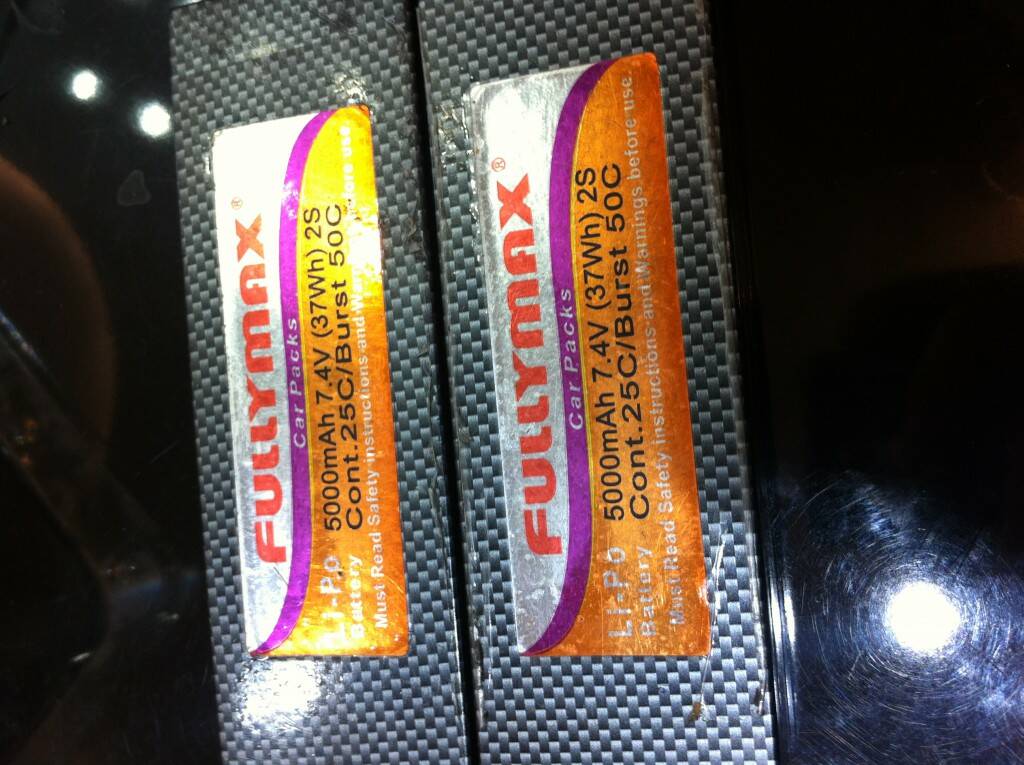 FULLYMAX®
Car Packs
Li-Po 5000mAh 7.4V (37Wh) 2S
Battery Cont.25C/Burst 50C
Must Read Safety instructions and War before use.
FULLYMAX®
Car Packs
Li-Po 5000mAh 7.4V (37Wh) 2S
Battery Cont.25C/Burst 50C
Must Read Safety instructions and Warnings before use.